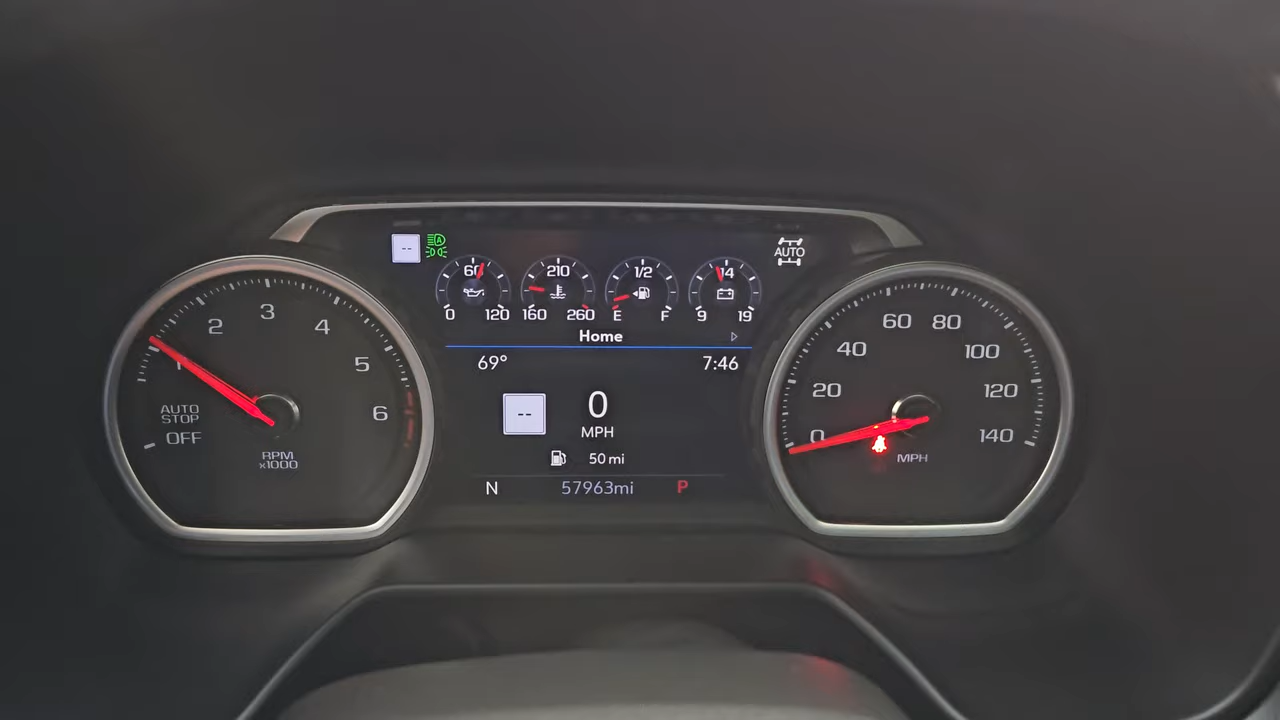 --
A
60
0 120
210
160 260
1/2
E F
14
9 19
AUTO
Home
69° 7:46
--
0
MPH
50 mi
N 57963mi P
1 2 3 4 5 6
AUTO
STOP
OFF
RPM
x1000
0 20 40 60 80 100 120 140
MPH